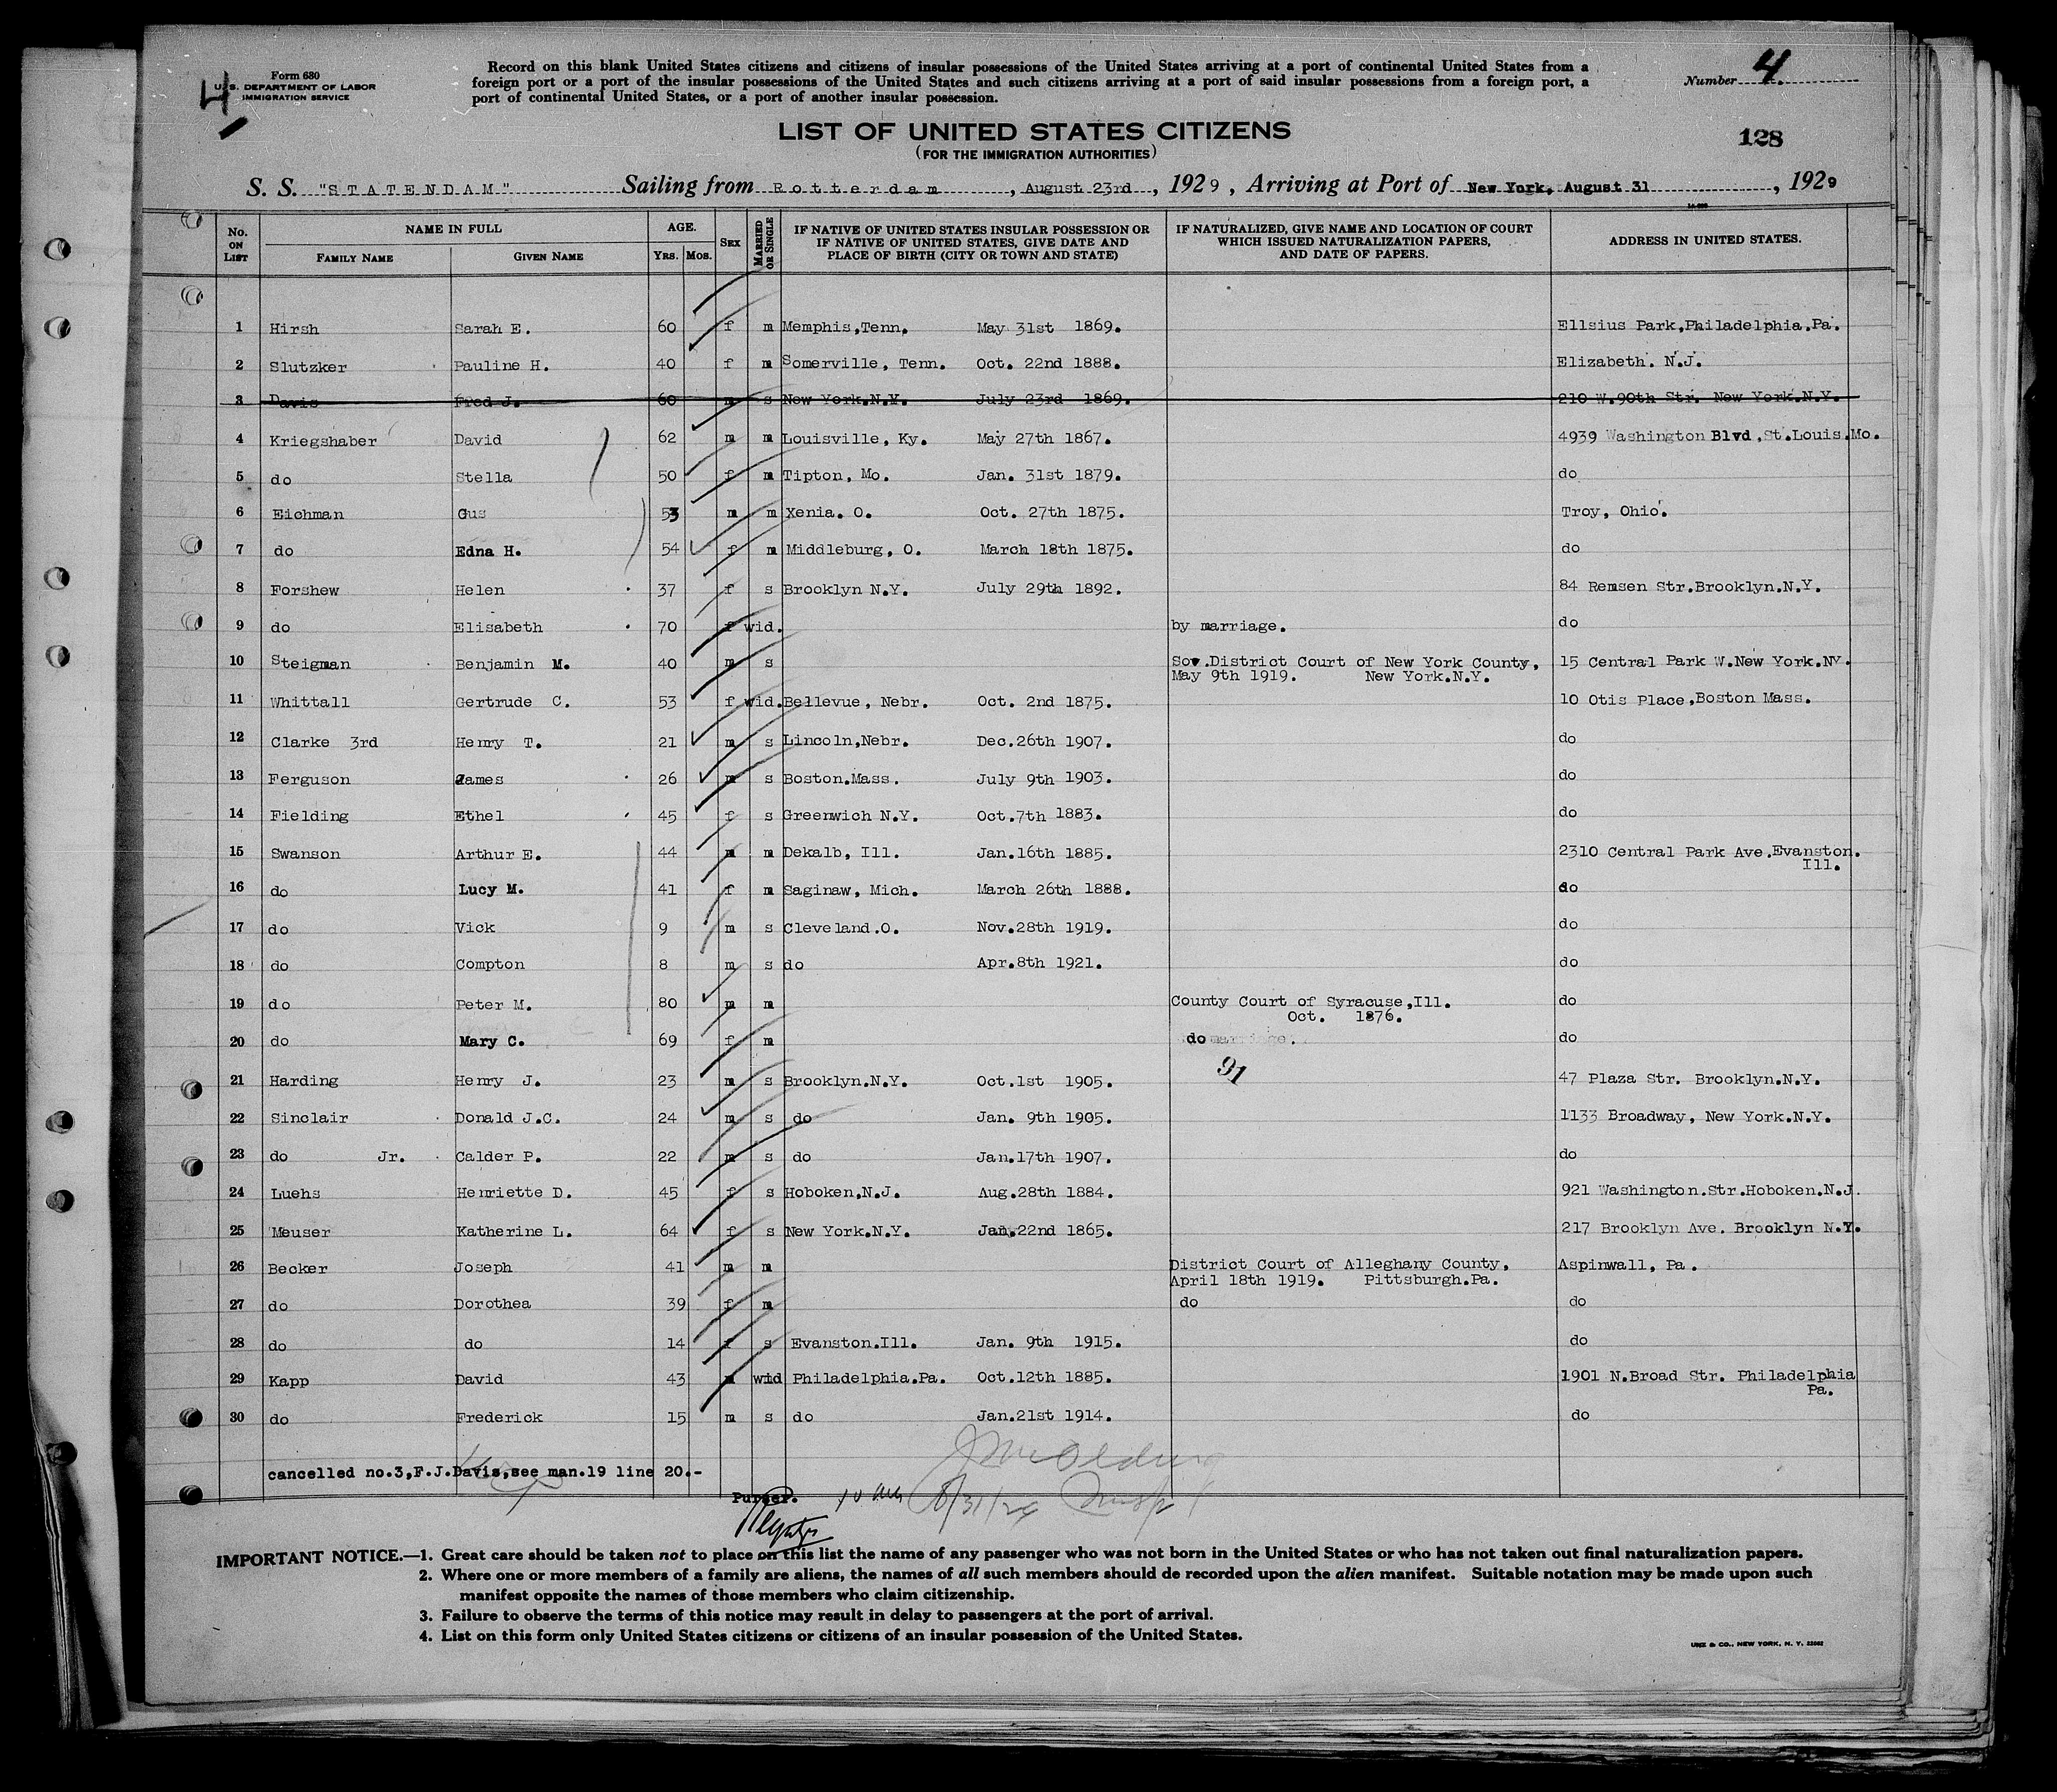 4
Form 630
U. S. DEPARTMENT OF LABOR
IMMIGRATION SERVICE
Record on this blank United States citizens and citizens of insular possessions of the United States arriving at a port of continental United States from a
foreign port or a port of the insular possessions of the United States and such citizens arriving at a port of said insular possessions from a foreign port, a
port of continental United States, or a port of another insular possession.
Number 4.
LIST OF UNITED STATES CITIZENS
(FOR THE IMMIGRATION AUTHORITIES)
128
S. S. "STATENDAM" Sailing from Rotterdam, August 23rd, 1929, Arriving at Port of New York, August 31, 1929
No. ON LIST NAME IN FULL FAMILY NAME GIVEN NAME AGE. YRS. MOS. SEX MARRIED OR SINGLE IF NATIVE OF UNITED STATES INSULAR POSSESSION OR IF NATIVE OF UNITED STATES, GIVE DATE AND PLACE OF BIRTH (CITY OR TOWN AND STATE) IF NATURALIZED, GIVE NAME AND LOCATION OF COURT WHICH ISSUED NATURALIZATION PAPERS, AND DATE OF PAPERS. ADDRESS IN UNITED STATES.
1 Hirsh Sarah E. 60 f m Memphis,Tenn. May 31st 1869. Ellsius Park,Philadelphia,Pa.
2 Slutzker Pauline H. 40 f m Somerville, Tenn. Oct. 22nd 1888. Elizabeth. N.J.
3 Davis Fred J. 60 m s New York.N.Y. July 23rd 1869. 210 W.90th Str. New York.N.Y.
4 Kriegshaber David 62 m m Louisville, Ky. May 27th 1867. 4939 Washington Blvd,St.Louis.Mo.
5 do Stella 50 f m Tipton, Mo. Jan. 31st 1879. do
6 Eichman Gus 53 m m Xenia. O. Oct. 27th 1875. Troy, Ohio.
7 do Edna H. 54 f m Middleburg, O. March 18th 1875. do
8 Forshew Helen 37 f s Brooklyn N.Y. July 29th 1892. 84 Remsen Str.Brooklyn.N.Y.
9 do Elisabeth 70 f wid. by marriage. do
10 Steigman Benjamin M. 40 m s Sov.District Court of New York County, 15 Central Park W.New York.NY.
May 9th 1919. New York.N.Y.
11 Whittall Gertrude C. 53 f wid. Bellevue, Nebr. Oct. 2nd 1875. 10 Otis Place,Boston Mass.
12 Clarke 3rd Henry T. 21 m s Lincoln,Nebr. Dec.26th 1907. do
13 Ferguson James 26 m s Boston.Mass. July 9th 1903. do
14 Fielding Ethel 45 f s Greenwich N.Y. Oct.7th 1883. do
15 Swanson Arthur E. 44 m m Dekalb, Ill. Jan.16th 1885. 2310 Central Park Ave.Evanston.
Ill.
16 do Lucy M. 41 f m Saginaw, Mich. March 26th 1888. do
17 do Vick 9 m s Cleveland.O. Nov.28th 1919. do
18 do Compton 8 m s do Apr.8th 1921. do
19 do Peter M. 80 m m County Court of Syracuse,Ill. do
Oct. 1876.
20 do Mary C. 69 f m do do
91
21 Harding Henry J. 23 m s Brooklyn.N.Y. Oct.1st 1905. 47 Plaza Str. Brooklyn.N.Y.
22 Sinclair Donald J.C. 24 m s do Jan. 9th 1905. 1133 Broadway, New York.N.Y.
23 do Jr. Calder P. 22 m s do Jan.17th 1907. do
24 Luehs Henriette D. 45 f s Hoboken,N.J. Aug.28th 1884. 921 Washington.Str.Hoboken.N.J.
25 Meuser Katherine L. 64 f s New York.N.Y. Jan.22nd 1865. 217 Brooklyn Ave. Brooklyn N.Y.
26 Becker Joseph 41 m m District Court of Alleghany County, Aspinwall, Pa.
April 18th 1919. Pittsburgh.Pa.
27 do Dorothea 39 f m do do
28 do do 14 f s Evanston.Ill. Jan. 9th 1915. do
29 Kapp David 43 m wid Philadelphia.Pa. Oct.12th 1885. 1901 N.Broad Str. Philadelphia
Pa.
30 do Frederick 15 m s do Jan.21st 1914. do
cancelled no.3,F.J.Davis,see man.19 line 20.-
Purser. 10 am 8/31/29
IMPORTANT NOTICE.—1. Great care should be taken not to place on this list the name of any passenger who was not born in the United States or who has not taken out final naturalization papers.
2. Where one or more members of a family are aliens, the names of all such members should de recorded upon the alien manifest. Suitable notation may be made upon such
manifest opposite the names of those members who claim citizenship.
3. Failure to observe the terms of this notice may result in delay to passengers at the port of arrival.
4. List on this form only United States citizens or citizens of an insular possession of the United States.
UNZ & CO., NEW YORK, N. Y.